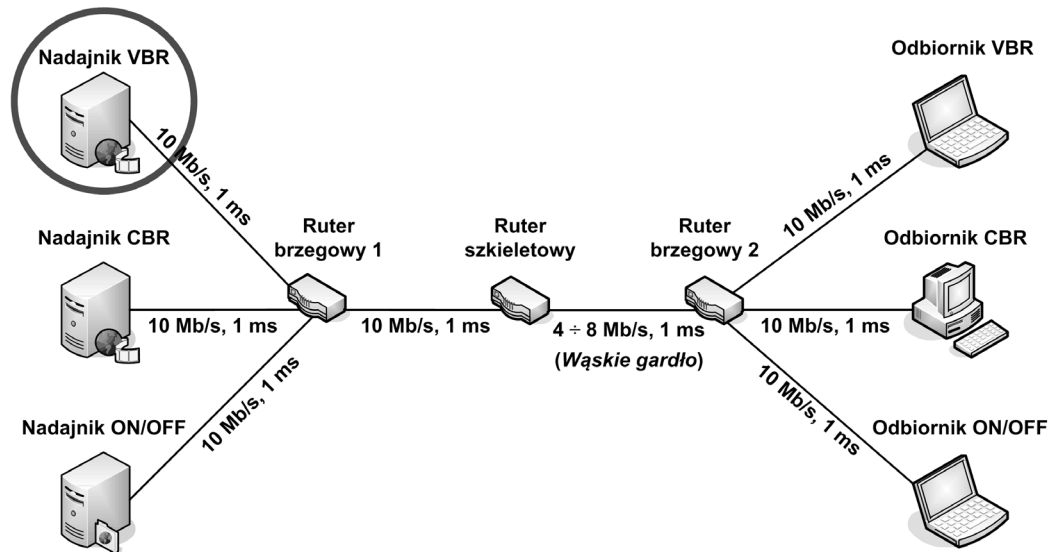 Nadajnik VBR
Odbiornik VBR
10 Mb/s, 1 ms
10 Mb/s, 1 ms
Nadajnik CBR
Ruter
brzegowy 1
Ruter
szkieletowy
Ruter
brzegowy 2
Odbiornik CBR
10 Mb/s, 1 ms
10 Mb/s, 1 ms
4 ÷ 8 Mb/s, 1 ms
(Wąskie gardło)
10 Mb/s, 1 ms
Nadajnik ON/OFF
10 Mb/s, 1 ms
10 Mb/s, 1 ms
Odbiornik ON/OFF